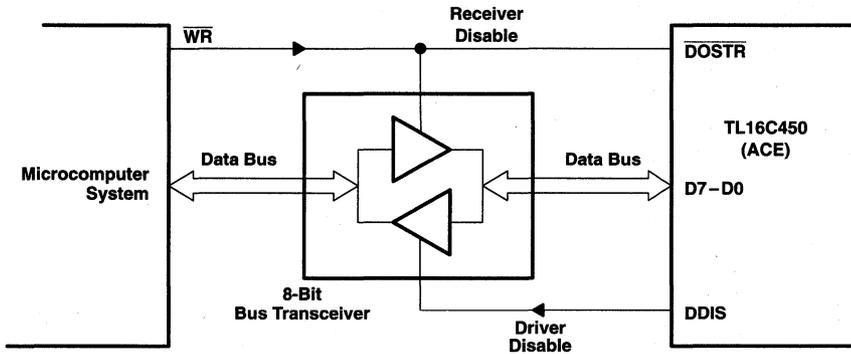 WR
Receiver
Disable
DOSTR
TL16C450
(ACE)
Data Bus
Data Bus
Microcomputer
System
D7–D0
8-Bit
Bus Transceiver
DDIS
Driver
Disable